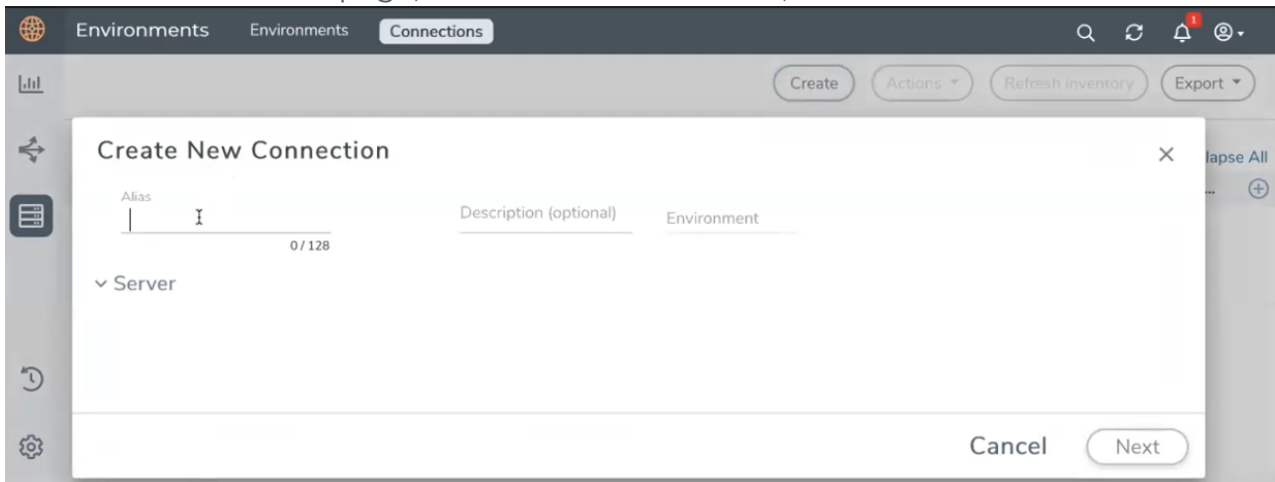 Environments Environments Connections 1
Create Actions Refresh inventory Export
Create New Connection
lapse All
Alias
...
Description (optional) Environment
0 / 128
Server
Cancel Next